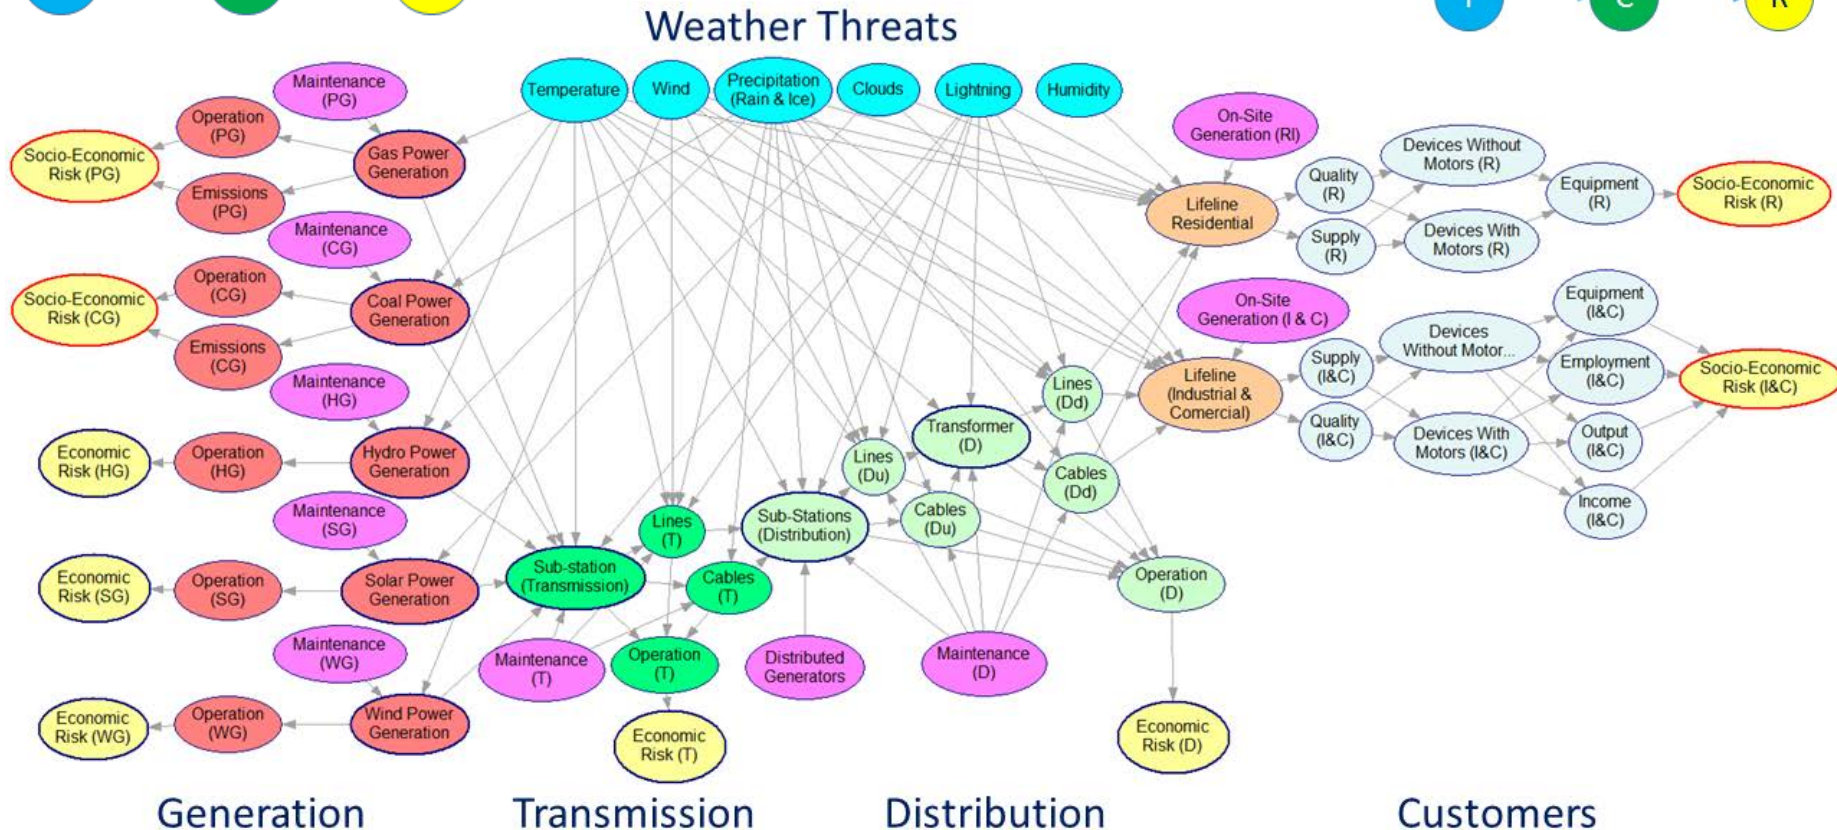 Weather Threats
T
C
R
Temperature
Wind
Precipitation
(Rain & Ice)
Clouds
Lightning
Humidity
Maintenance
(PG)
Operation
(PG)
Socio-Economic
Risk (PG)
Gas Power
Generation
Emissions
(PG)
Maintenance
(CG)
Operation
(CG)
Socio-Economic
Risk (CG)
Coal Power
Generation
Emissions
(CG)
Maintenance
(HG)
Economic
Risk (HG)
Operation
(HG)
Hydro Power
Generation
Maintenance
(SG)
Economic
Risk (SG)
Operation
(SG)
Solar Power
Generation
Maintenance
(WG)
Economic
Risk (WG)
Operation
(WG)
Wind Power
Generation
Sub-station
(Transmission)
Lines
(T)
Cables
(T)
Maintenance
(T)
Operation
(T)
Economic
Risk (T)
Sub-Stations
(Distribution)
Distributed
Generators
Lines
(Du)
Cables
(Du)
Transformer
(D)
Lines
(Dd)
Cables
(Dd)
Maintenance
(D)
Operation
(D)
Economic
Risk (D)
On-Site
Generation (RI)
Lifeline
Residential
Quality
(R)
Supply
(R)
Devices Without
Motors (R)
Devices With
Motors (R)
Equipment
(R)
Socio-Economic
Risk (R)
On-Site
Generation (I & C)
Lifeline
(Industrial &
Comercial)
Supply
(I&C)
Quality
(I&C)
Devices
Without Motor...
Devices With
Motors (I&C)
Equipment
(I&C)
Employment
(I&C)
Output
(I&C)
Income
(I&C)
Socio-Economic
Risk (I&C)
Generation
Transmission
Distribution
Customers